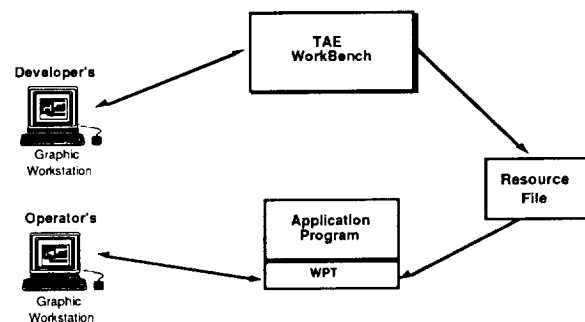 TAE
WorkBench
Developer's
Graphic
Workstation
Resource
File
Operator's
Application
Program
WPT
Graphic
Workstation